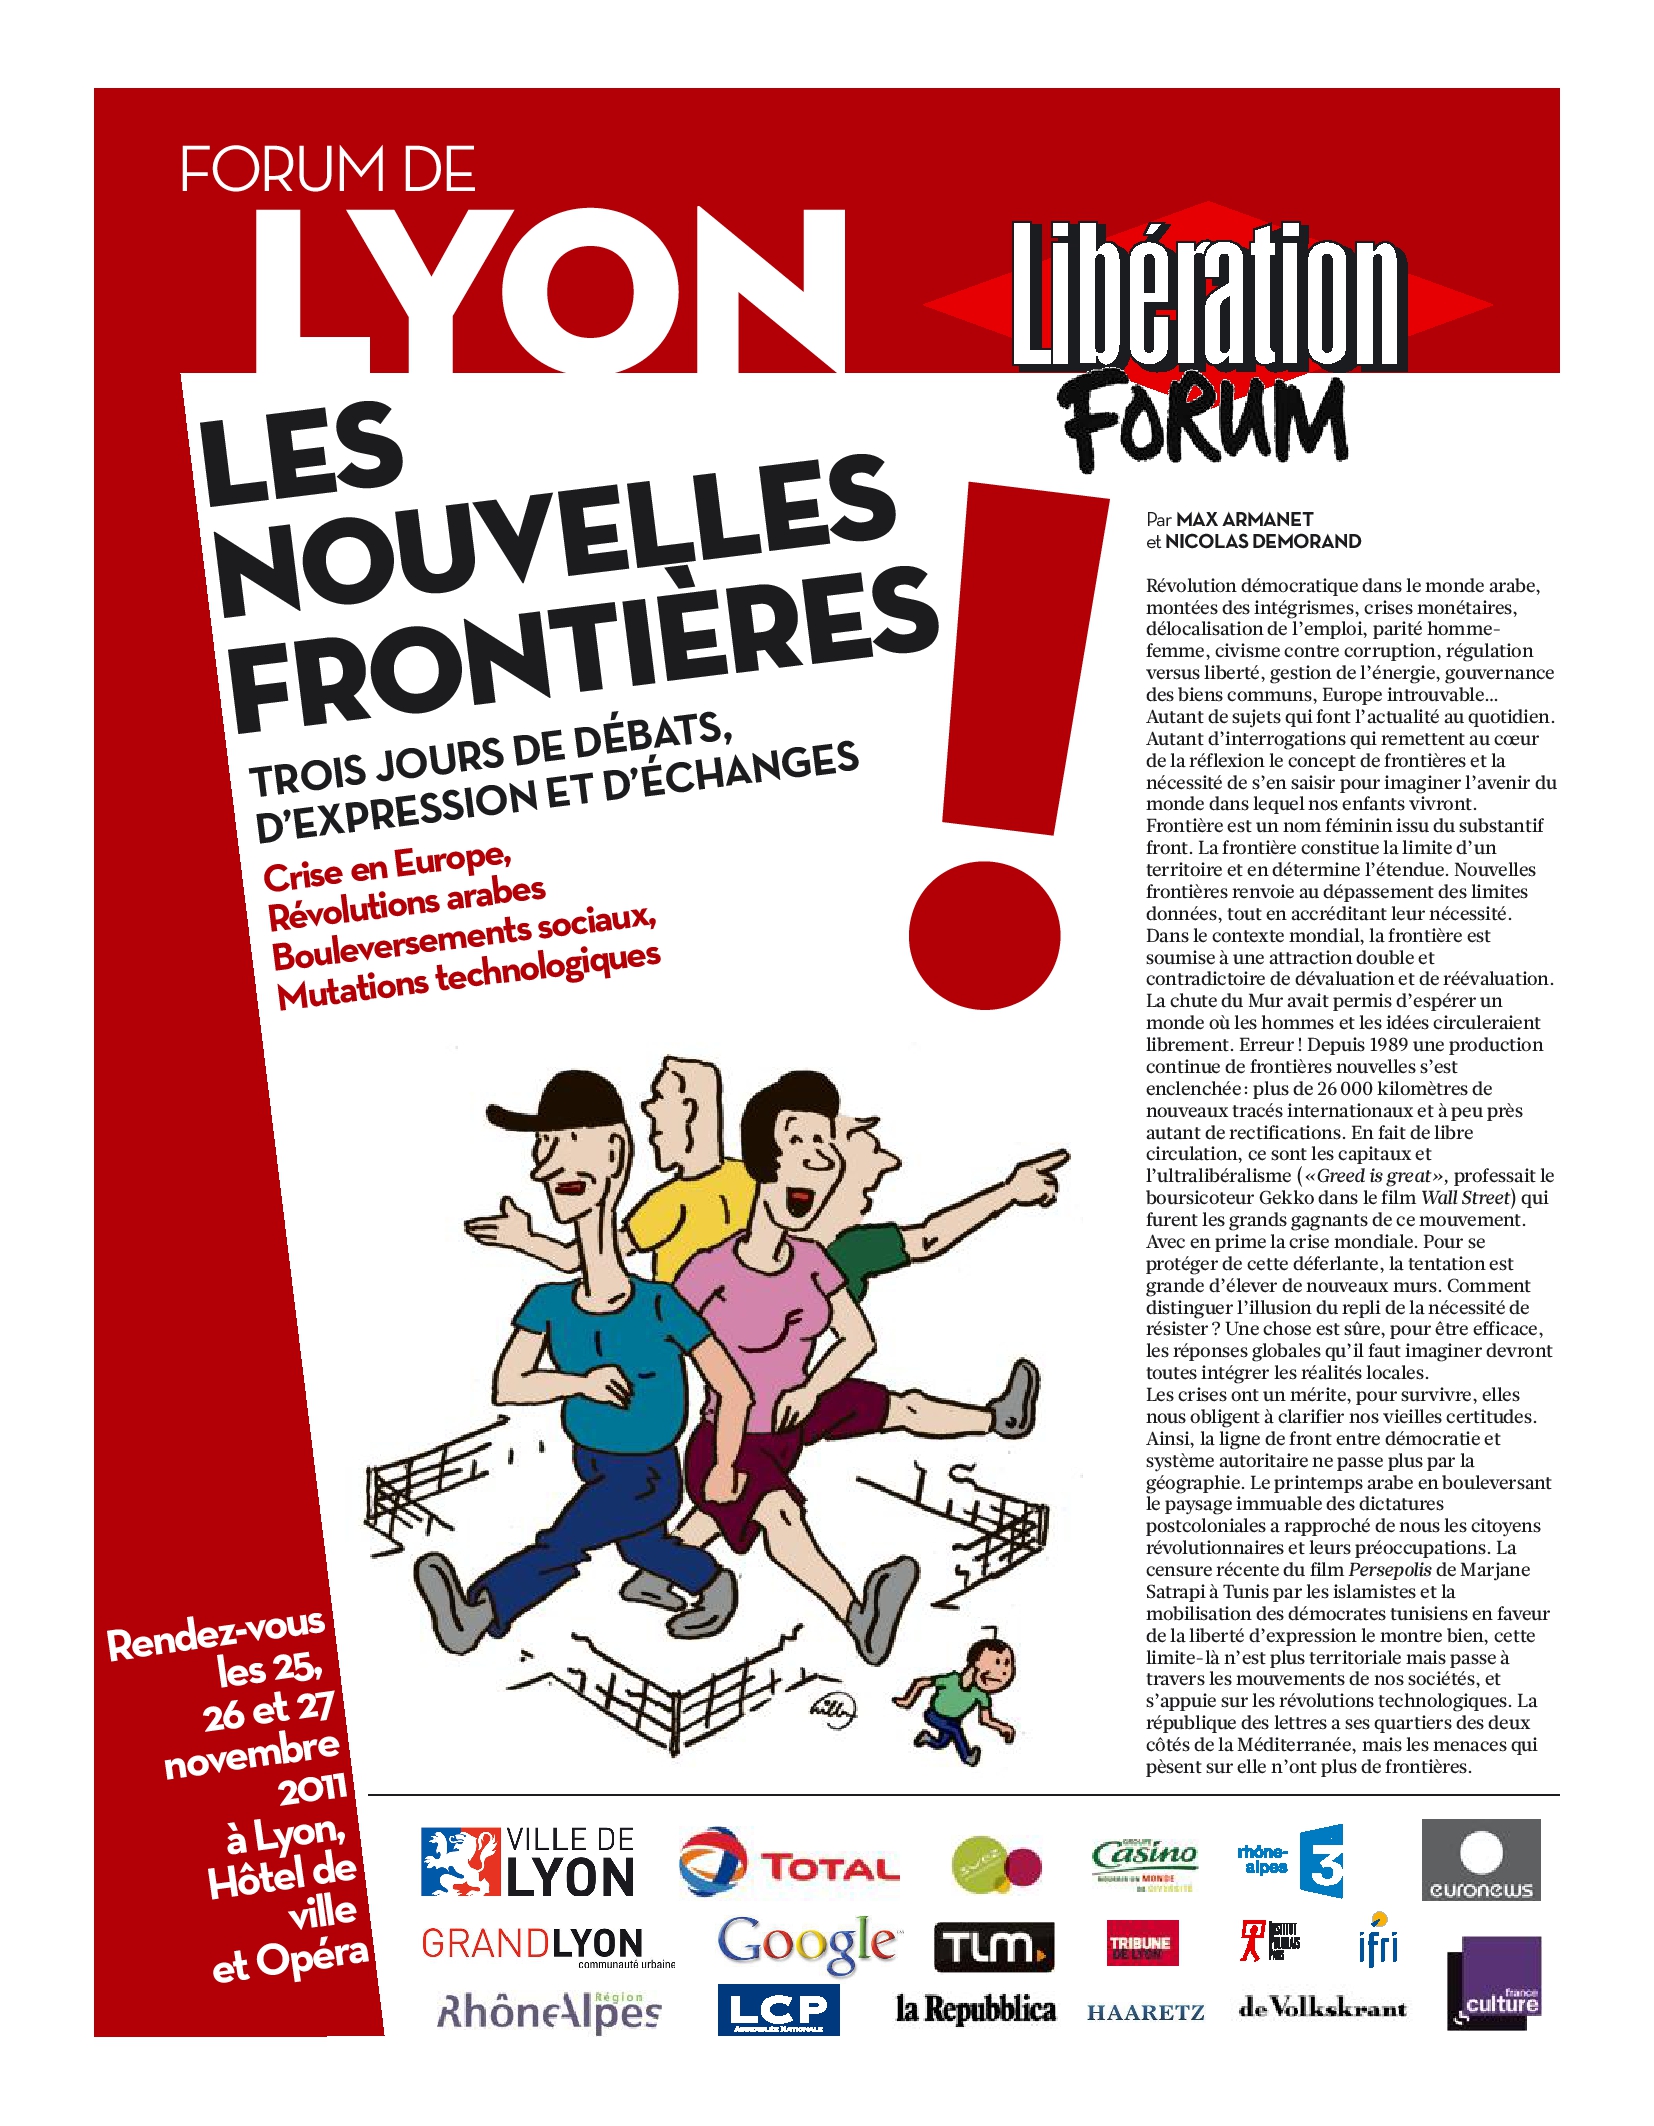 FORUM DE
LYON
Libération
FORUM
LES
NOUVELLES
FRONTIÈRES
!
TROIS JOURS DE DÉBATS,
D'EXPRESSION ET D'ÉCHANGES
Crise en Europe,
Révolutions arabes
Bouleversements sociaux,
Mutations technologiques
Par MAX ARMANET
et NICOLAS DEMORAND
Révolution démocratique dans le monde arabe,
montées des intégrismes, crises monétaires,
délocalisation de l'emploi, parité homme-
femme, civisme contre corruption, régulation
versus liberté, gestion de l'énergie, gouvernance
des biens communs, Europe introuvable...
Autant de sujets qui font l'actualité au quotidien.
Autant d'interrogations qui remettent au cœur
de la réflexion le concept de frontières et la
nécessité de s'en saisir pour imaginer l'avenir du
monde dans lequel nos enfants vivront.
Frontière est un nom féminin issu du substantif
front. La frontière constitue la limite d'un
territoire et en détermine l'étendue. Nouvelles
frontières renvoie au dépassement des limites
données, tout en accréditant leur nécessité.
Dans le contexte mondial, la frontière est
soumise à une attraction double et
contradictoire de dévaluation et de réévaluation.
La chute du Mur avait permis d'espérer un
monde où les hommes et les idées circuleraient
librement. Erreur ! Depuis 1989 une production
continue de frontières nouvelles s'est
enclenchée : plus de 26 000 kilomètres de
nouveaux tracés internationaux et à peu près
autant de rectifications. En fait de libre
circulation, ce sont les capitaux et
l'ultralibéralisme («Greed is great», professait le
boursicoteur Gekko dans le film Wall Street) qui
furent les grands gagnants de ce mouvement.
Avec en prime la crise mondiale. Pour se
protéger de cette déferlante, la tentation est
grande d'élever de nouveaux murs. Comment
distinguer l'illusion du repli de la nécessité de
résister ? Une chose est sûre, pour être efficace,
les réponses globales qu'il faut imaginer devront
toutes intégrer les réalités locales.
Les crises ont un mérite, pour survivre, elles
nous obligent à clarifier nos vieilles certitudes.
Ainsi, la ligne de front entre démocratie et
système autoritaire ne passe plus par la
géographie. Le printemps arabe en bouleversant
le paysage immuable des dictatures
postcoloniales a rapproché de nous les citoyens
révolutionnaires et leurs préoccupations. La
censure récente du film Persepolis de Marjane
Satrapi à Tunis par les islamistes et la
mobilisation des démocrates tunisiens en faveur
de la liberté d'expression le montre bien, cette
limite-là n'est plus territoriale mais passe à
travers les mouvements de nos sociétés, et
s'appuie sur les révolutions technologiques. La
république des lettres a ses quartiers des deux
côtés de la Méditerranée, mais les menaces qui
pèsent sur elle n'ont plus de frontières.
Rendez-vous
les 25,
26 et 27
novembre
2011
à Lyon,
Hôtel de
ville
et Opéra
VILLE DE
LYON
TOTAL
SUEZ
GROUPE
Casino
NOURRIR UN MONDE
DE DIVERSITÉ
rhône-
alpes
3
euronews
GRANDLYON
communauté urbaine
Google
TLM
TRIBUNE
DE LYON
INSTITUT
POLONAIS
PARIS
ifri
france
culture
Région
RhôneAlpes
LCP
ASSEMBLÉE NATIONALE
la Repubblica
HAARETZ
de Volkskrant